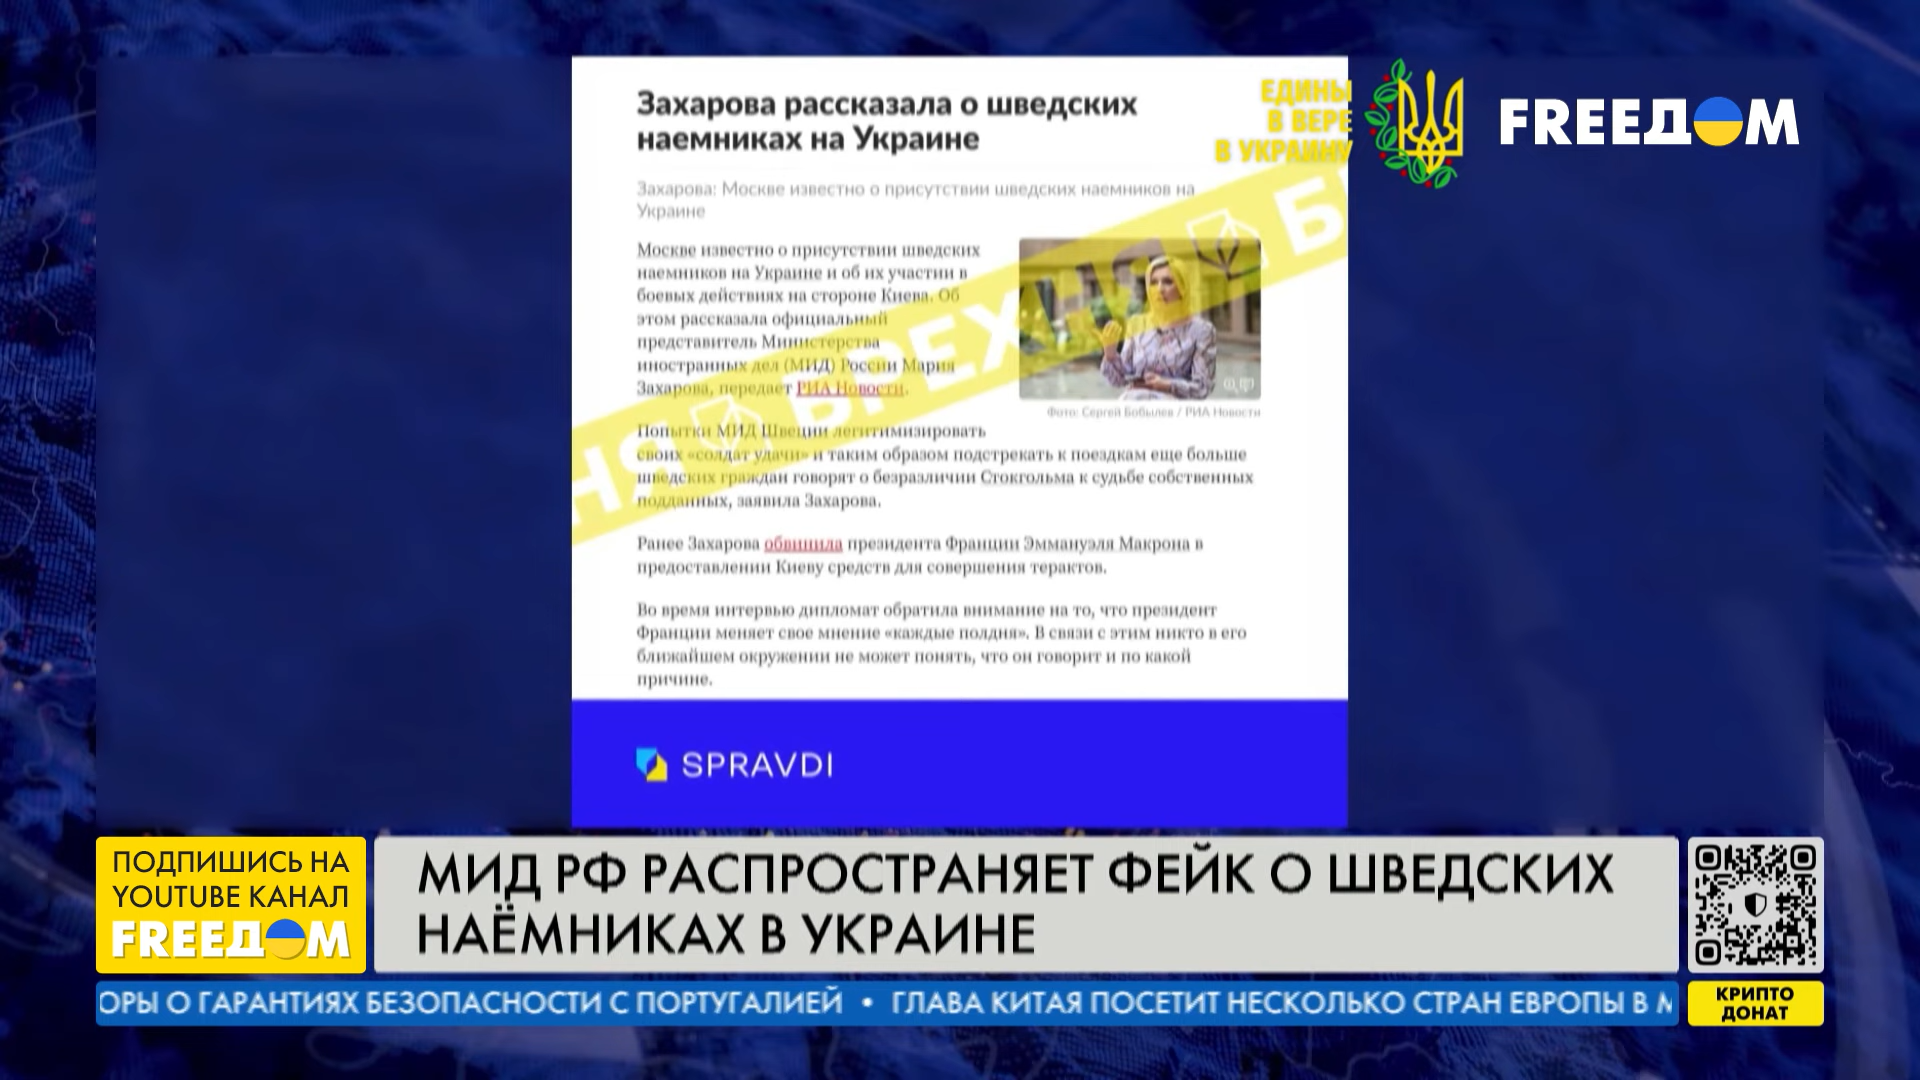 Захарова рассказала о шведских
наемниках на Украине
ЕДИНЫ
В ВЕРЕ
В УКРАИНУ
FREEДOM
Захарова: Москве известно о присутствии шведских наемников на
Украине
Москве известно о присутствии шведских
наемников на Украине и об их участии в
боевых действиях на стороне Киева. Об
этом рассказала официальный
представитель Министерства
иностранных дел (МИД) России Мария
Захарова, передает РИА Новости.
Фото: Сергей Бобылев / РИА Новости
НЯ БРЕХНЯ БР
Попытки МИД Швеции легитимизировать
своих «солдат удачи» и таким образом подстрекать к поездкам еще больше
шведских граждан говорят о безразличии Стокгольма к судьбе собственных
подданных, заявила Захарова.
Ранее Захарова обвинила президента Франции Эммануэля Макрона в
предоставлении Киеву средств для совершения терактов.
Во время интервью дипломат обратила внимание на то, что президент
Франции меняет свое мнение «каждые полдня». В связи с этим никто в его
ближайшем окружении не может понять, что он говорит и по какой
причине.
SPRAVDI
ПОДПИШИСЬ НА
YOUTUBE КАНАЛ
FREEДOM
МИД РФ РАСПРОСТРАНЯЕТ ФЕЙК О ШВЕДСКИХ
НАЁМНИКАХ В УКРАИНЕ
ОРЫ О ГАРАНТИЯХ БЕЗОПАСНОСТИ С ПОРТУГАЛИЕЙ • ГЛАВА КИТАЯ ПОСЕТИТ НЕСКОЛЬКО СТРАН ЕВРОПЫ В М
КРИПТО
ДОНАТ